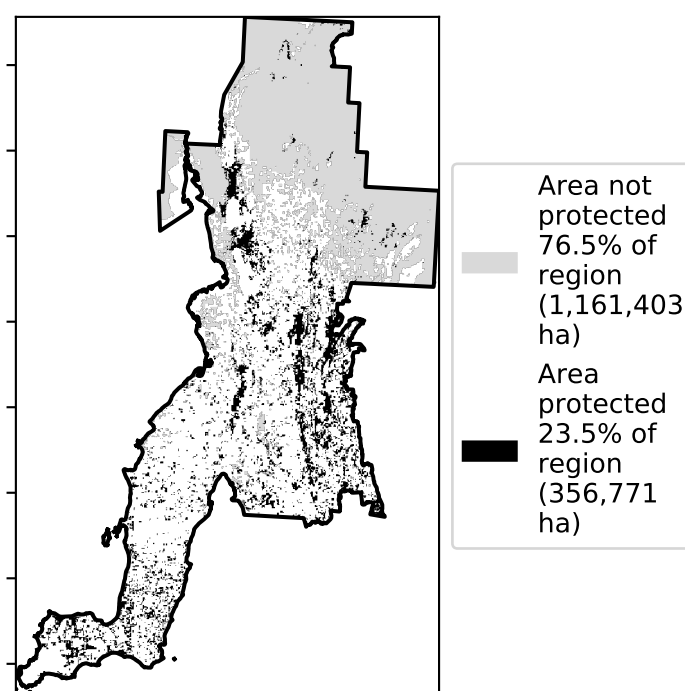 Area not
protected
76.5% of
region
(1,161,403
ha)
Area
protected
23.5% of
region
(356,771
ha)